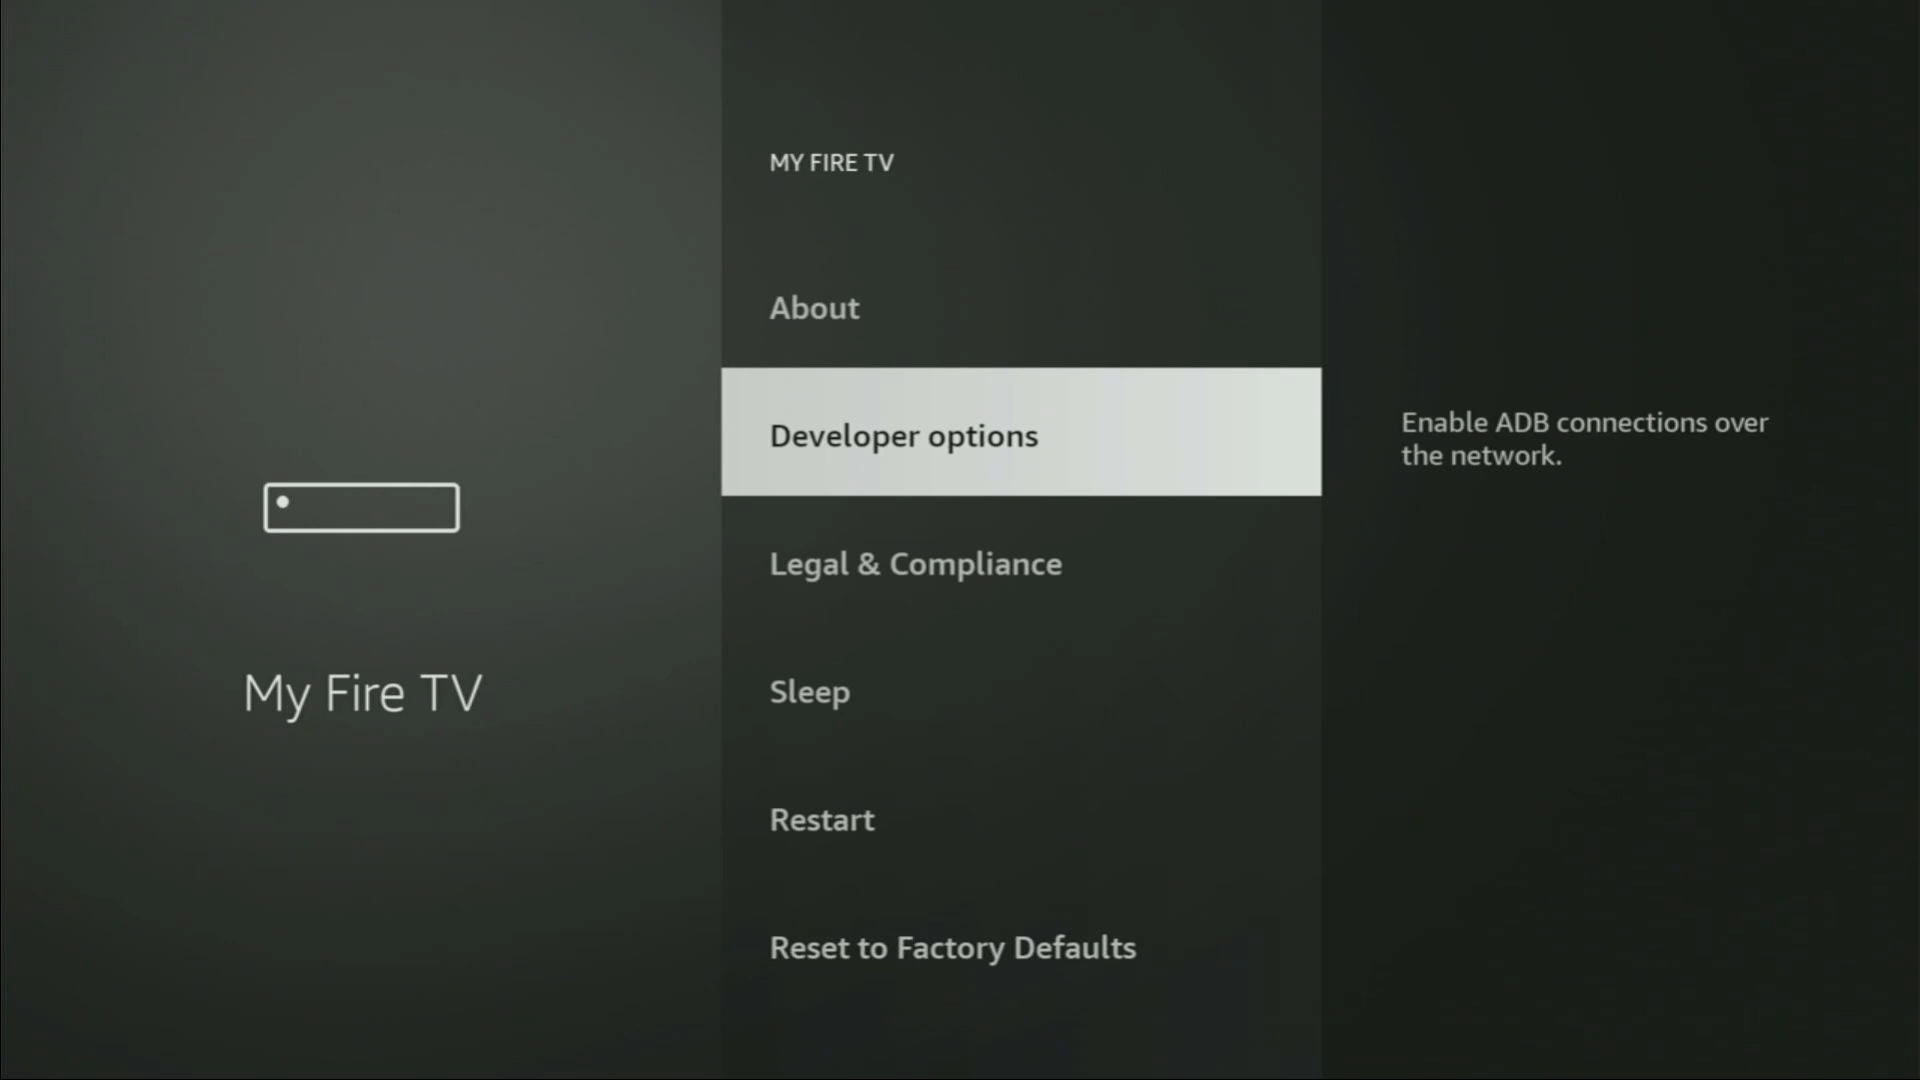 MY FIRE TV
About
Developer options
Enable ADB connections over
the network.
Legal & Compliance
My Fire TV
Sleep
Restart
Reset to Factory Defaults